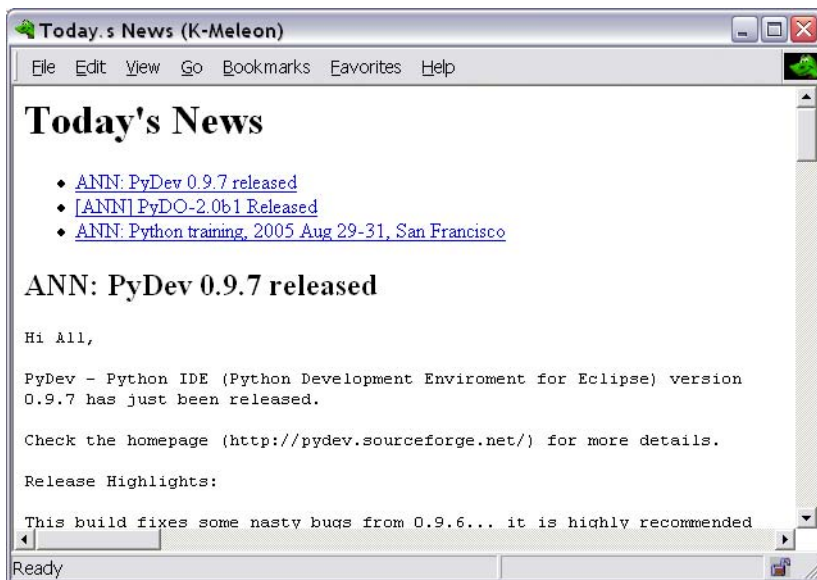 Today.s News (K-Meleon)
File Edit View Go Bookmarks Favorites Help
Today's News
ANN: PyDev 0.9.7 released
[ANN] PyDO-2.0b1 Released
ANN: Python training, 2005 Aug 29-31, San Francisco
ANN: PyDev 0.9.7 released
Hi All,
PyDev - Python IDE (Python Development Enviroment for Eclipse) version
0.9.7 has just been released.
Check the homepage (http://pydev.sourceforge.net/) for more details.
Release Highlights:
This build fixes some nasty bugs from 0.9.6... it is highly recommended
Ready